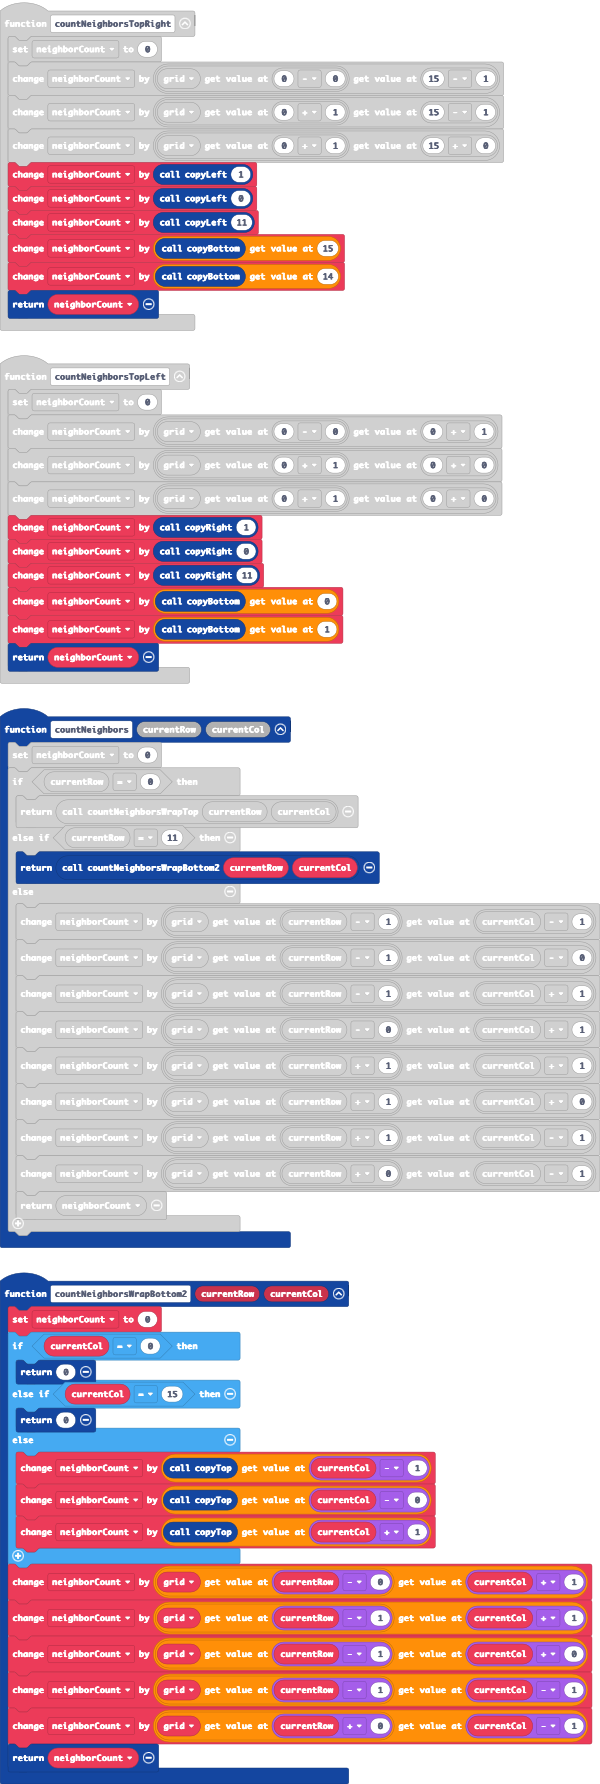 function countNeighborsTopRight
set neighborCount to 0
change neighborCount by grid get value at 0 - 0 get value at 15 - 1
change neighborCount by grid get value at 0 + 1 get value at 15 - 1
change neighborCount by grid get value at 0 + 1 get value at 15 + 0
change neighborCount by call copyLeft 1
change neighborCount by call copyLeft 0
change neighborCount by call copyLeft 11
change neighborCount by call copyBottom get value at 15
change neighborCount by call copyBottom get value at 14
return neighborCount
function countNeighborsTopLeft
set neighborCount to 0
change neighborCount by grid get value at 0 - 0 get value at 0 + 1
change neighborCount by grid get value at 0 + 1 get value at 0 + 0
change neighborCount by grid get value at 0 + 1 get value at 0 + 0
change neighborCount by call copyRight 1
change neighborCount by call copyRight 0
change neighborCount by call copyRight 11
change neighborCount by call copyBottom get value at 0
change neighborCount by call copyBottom get value at 1
return neighborCount
function countNeighbors currentRow currentCol
set neighborCount to 0
if currentRow = 0 then
return call countNeighborsWrapTop currentRow currentCol
else if currentRow = 11 then
return call countNeighborsWrapBottom2 currentRow currentCol
else
change neighborCount by grid get value at currentRow - 1 get value at currentCol - 1
change neighborCount by grid get value at currentRow - 1 get value at currentCol - 0
change neighborCount by grid get value at currentRow - 1 get value at currentCol + 1
change neighborCount by grid get value at currentRow - 0 get value at currentCol + 1
change neighborCount by grid get value at currentRow + 1 get value at currentCol + 1
change neighborCount by grid get value at currentRow + 1 get value at currentCol + 0
change neighborCount by grid get value at currentRow + 1 get value at currentCol - 1
change neighborCount by grid get value at currentRow + 0 get value at currentCol - 1
return neighborCount
function countNeighborsWrapBottom2 currentRow currentCol
set neighborCount to 0
if currentCol = 0 then
return 0
else if currentCol = 15 then
return 0
else
change neighborCount by call copyTop get value at currentCol - 1
change neighborCount by call copyTop get value at currentCol - 0
change neighborCount by call copyTop get value at currentCol + 1
change neighborCount by grid get value at currentRow - 0 get value at currentCol + 1
change neighborCount by grid get value at currentRow - 1 get value at currentCol + 1
change neighborCount by grid get value at currentRow - 1 get value at currentCol + 0
change neighborCount by grid get value at currentRow - 1 get value at currentCol - 1
change neighborCount by grid get value at currentRow + 0 get value at currentCol - 1
return neighborCount